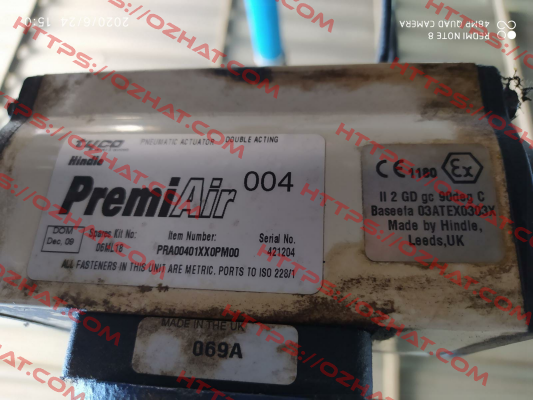 2020/6/24 15:0
REDMI NOTE 8
48MP QUAD CAMERA
tyco PNEUMATIC ACTUATOR DOUBLE ACTING
Hindle
PremiAir 004
DOM Spares Kit No: Item Number: Serial No.
Dec, 09 05ML18 PRA00401XX0PM00 421204
ALL FASTENERS IN THIS UNIT ARE METRIC. PORTS TO ISO 228/1
CE 1180 Ex
II 2 GD gc 90deg C
Baseefa 03ATEX0303X
Made by Hindle,
Leeds,UK
MADE IN THE UK
069A
HTTPS://OZHAT.COM